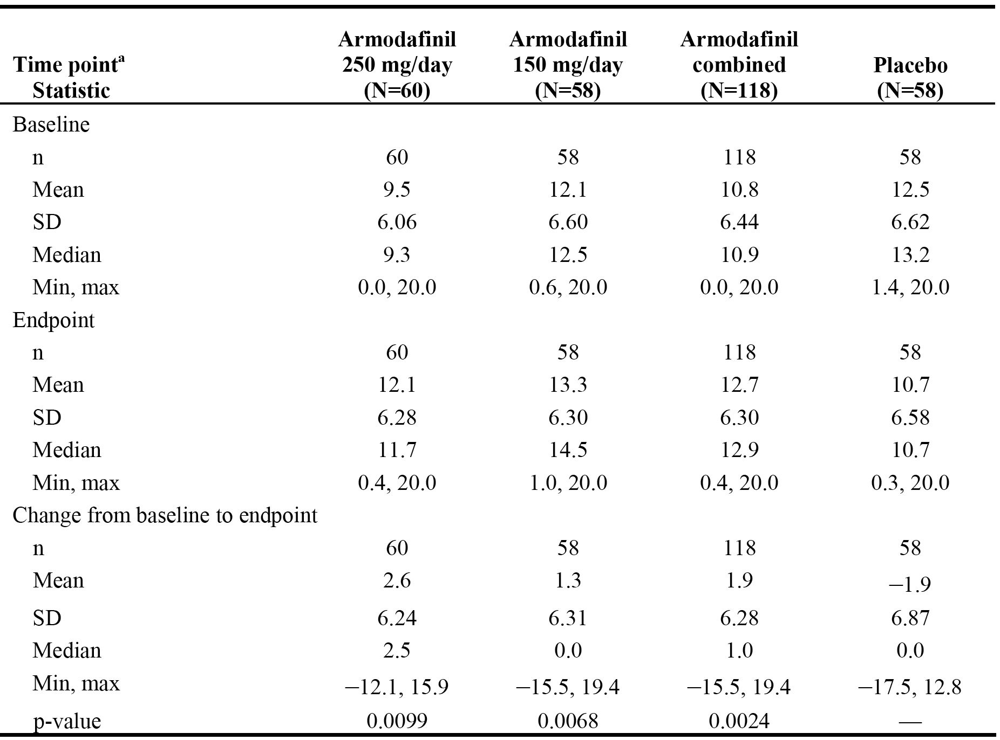 Armodafinil Armodafinil Armodafinil
Time pointᵃ 250 mg/day 150 mg/day combined Placebo
Statistic (N=60) (N=58) (N=118) (N=58)
Baseline
n 60 58 118 58
Mean 9.5 12.1 10.8 12.5
SD 6.06 6.60 6.44 6.62
Median 9.3 12.5 10.9 13.2
Min, max 0.0, 20.0 0.6, 20.0 0.0, 20.0 1.4, 20.0
Endpoint
n 60 58 118 58
Mean 12.1 13.3 12.7 10.7
SD 6.28 6.30 6.30 6.58
Median 11.7 14.5 12.9 10.7
Min, max 0.4, 20.0 1.0, 20.0 0.4, 20.0 0.3, 20.0
Change from baseline to endpoint
n 60 58 118 58
Mean 2.6 1.3 1.9 –1.9
SD 6.24 6.31 6.28 6.87
Median 2.5 0.0 1.0 0.0
Min, max –12.1, 15.9 –15.5, 19.4 –15.5, 19.4 –17.5, 12.8
p-value 0.0099 0.0068 0.0024 —